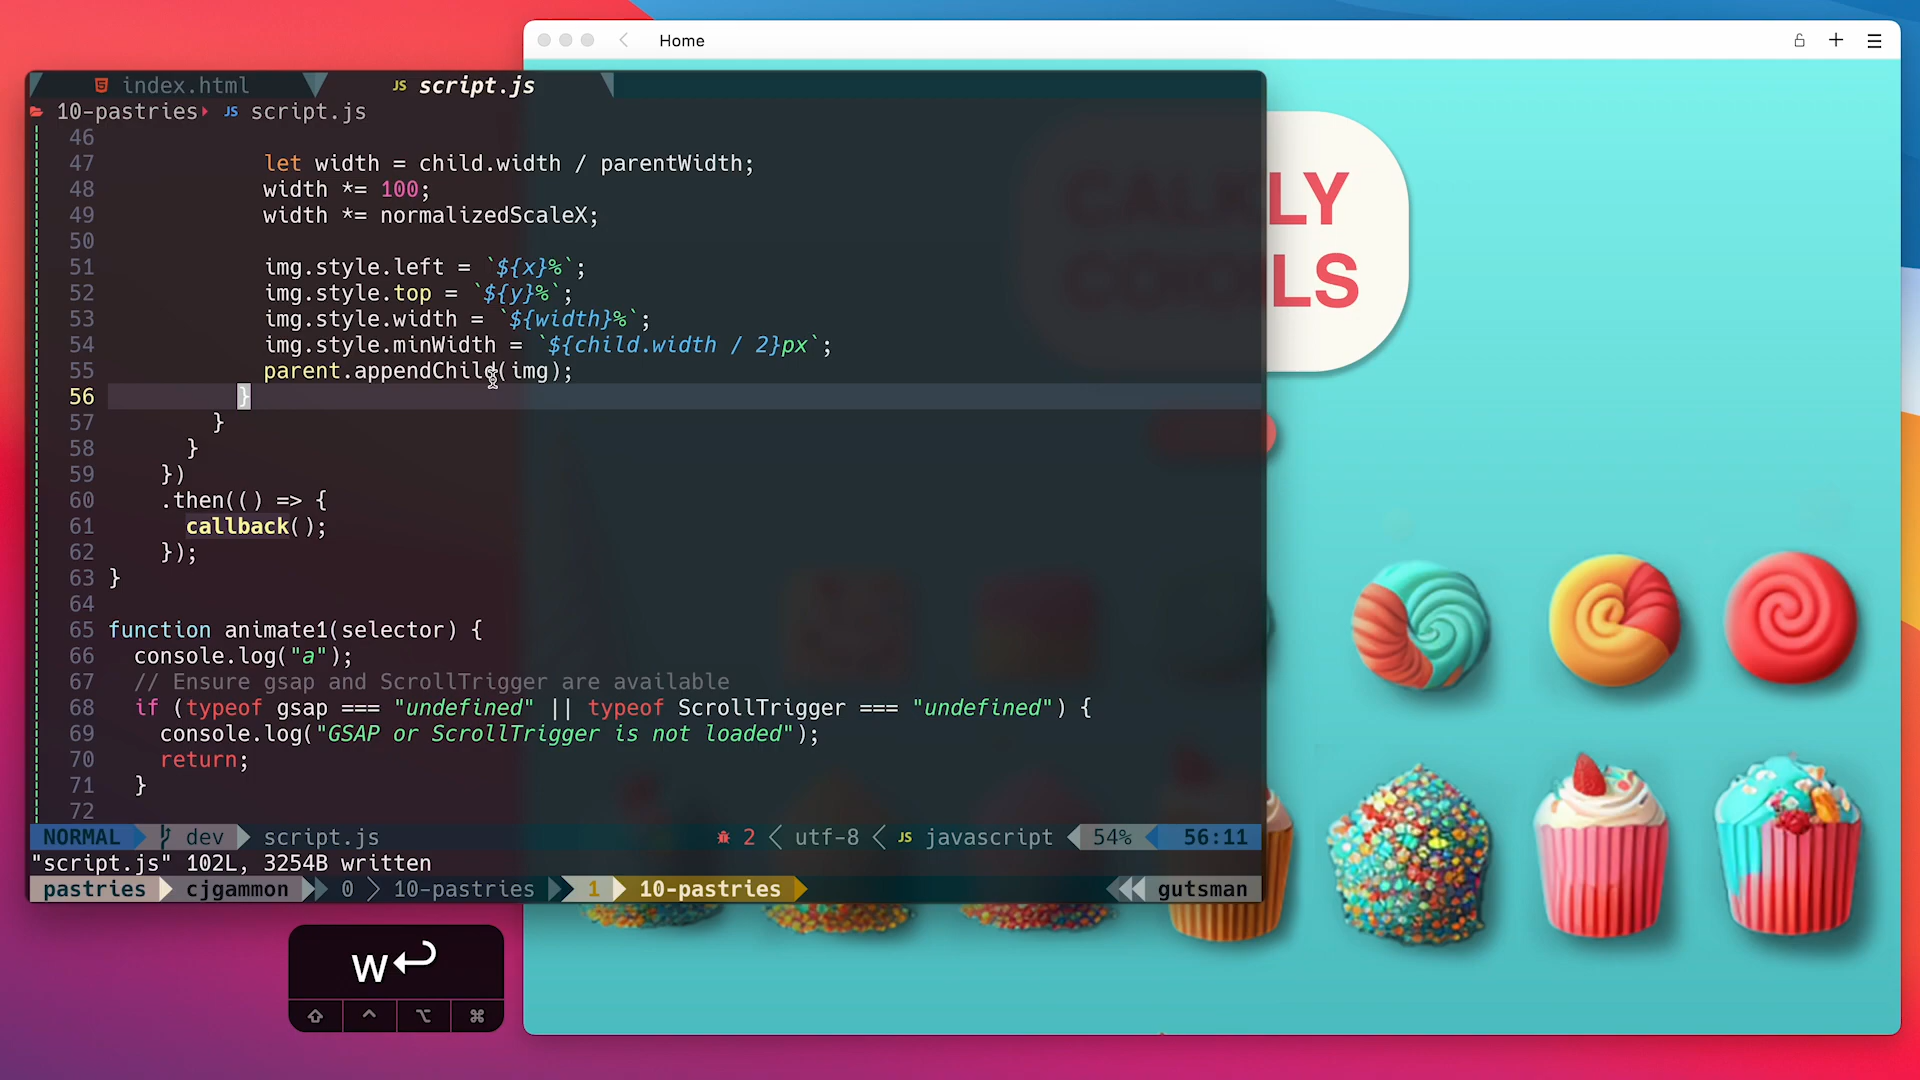 Home
index.html
JS script.js
10-pastries JS script.js
46
47 let width = child.width / parentWidth;
48 width *= 100;
49 width *= normalizedScaleX;
50
51 img.style.left = `${x}%`;
52 img.style.top = `${y}%`;
53 img.style.width = `${width}%`;
54 img.style.minWidth = `${child.width / 2}px`;
55 parent.appendChild(img);
56 }
57 }
58 }
59 })
60 .then(() => {
61 callback();
62 });
63 }
64
65 function animate1(selector) {
66 console.log("a");
67 // Ensure gsap and ScrollTrigger are available
68 if (typeof gsap === "undefined" || typeof ScrollTrigger === "undefined") {
69 console.log("GSAP or ScrollTrigger is not loaded");
70 return;
71 }
72
NORMAL dev script.js 2 utf-8 JS javascript 54% 56:11
"script.js" 102L, 3254B written
pastries cjgammon 0 10-pastries 1 10-pastries gutsman
LY
LS
w